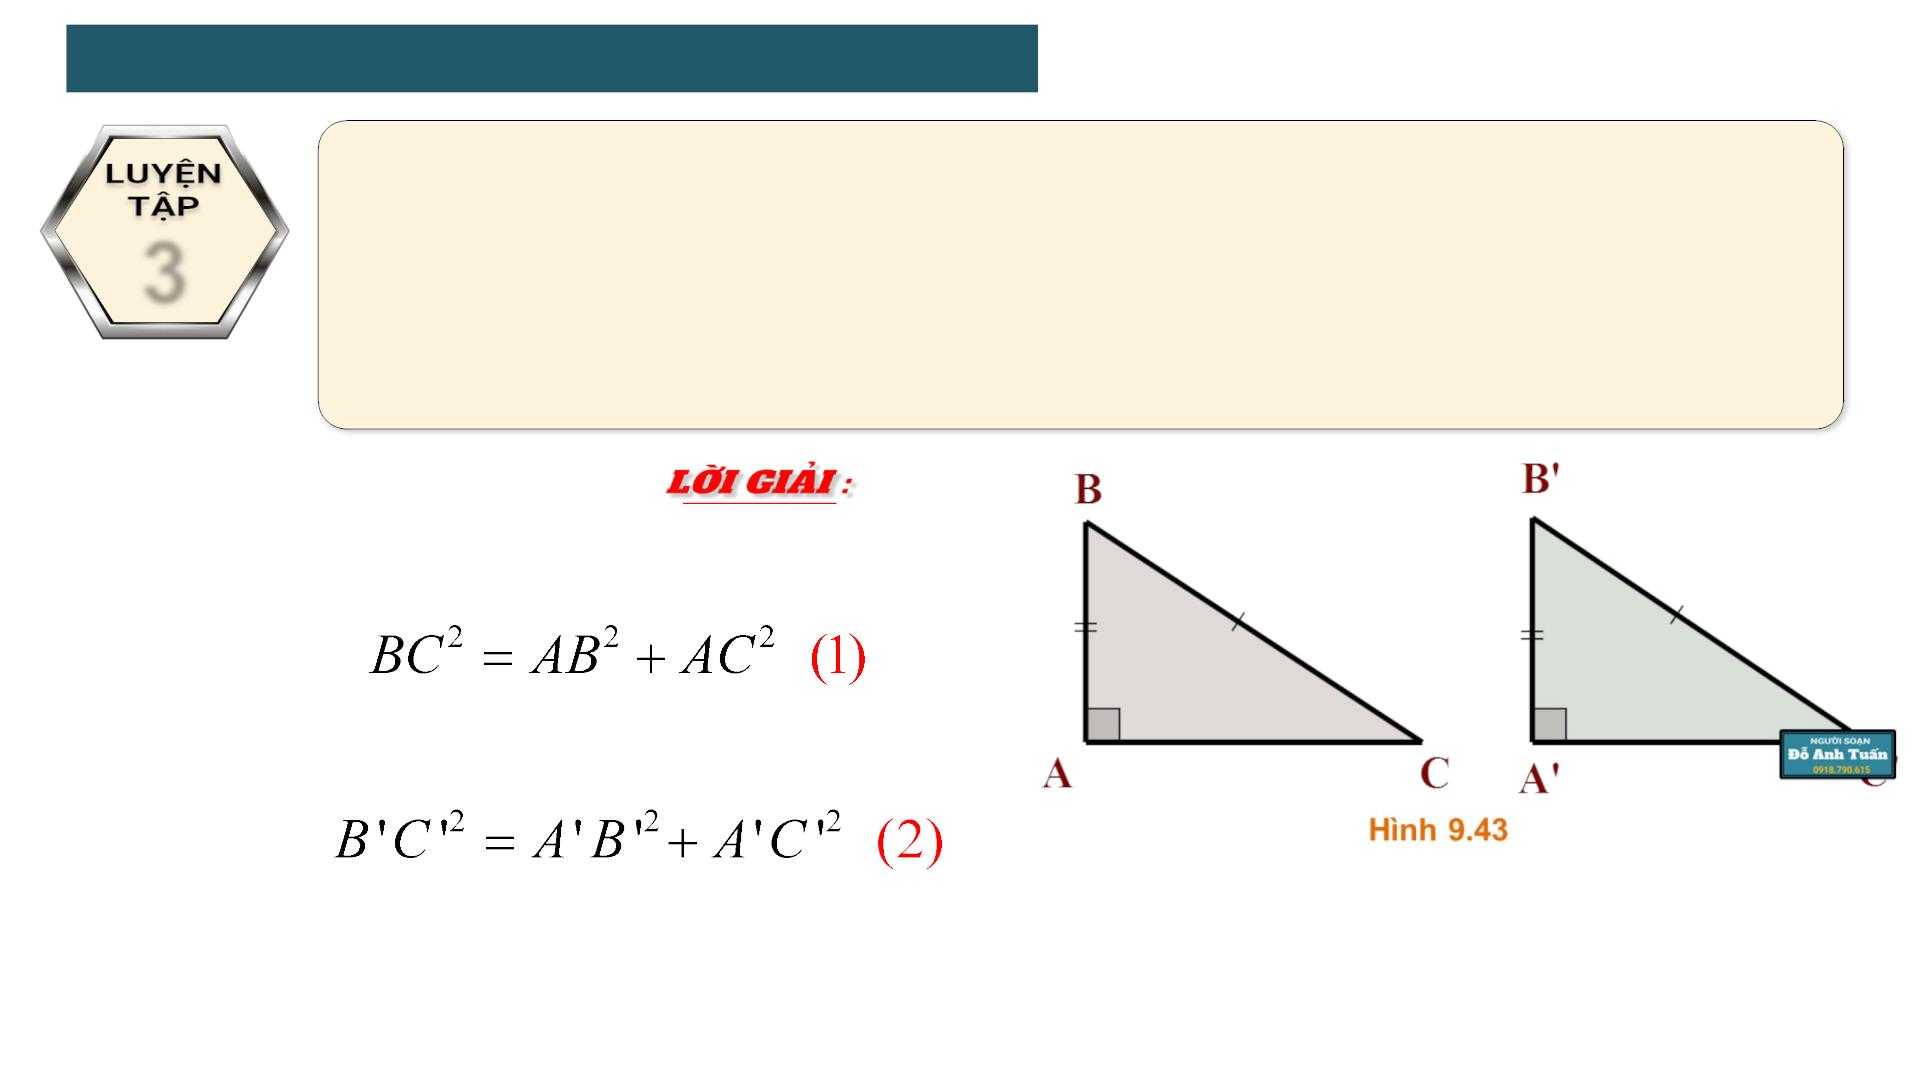 LUYỆN
TẬP
3
LỜI GIẢI :
B
B'
BC² = AB² + AC² (1)
A
C
A'
NGƯỜI SOẠN
Đỗ Anh Tuấn
0918.790.615
B'C'² = A'B'² + A'C'² (2)
Hình 9.43